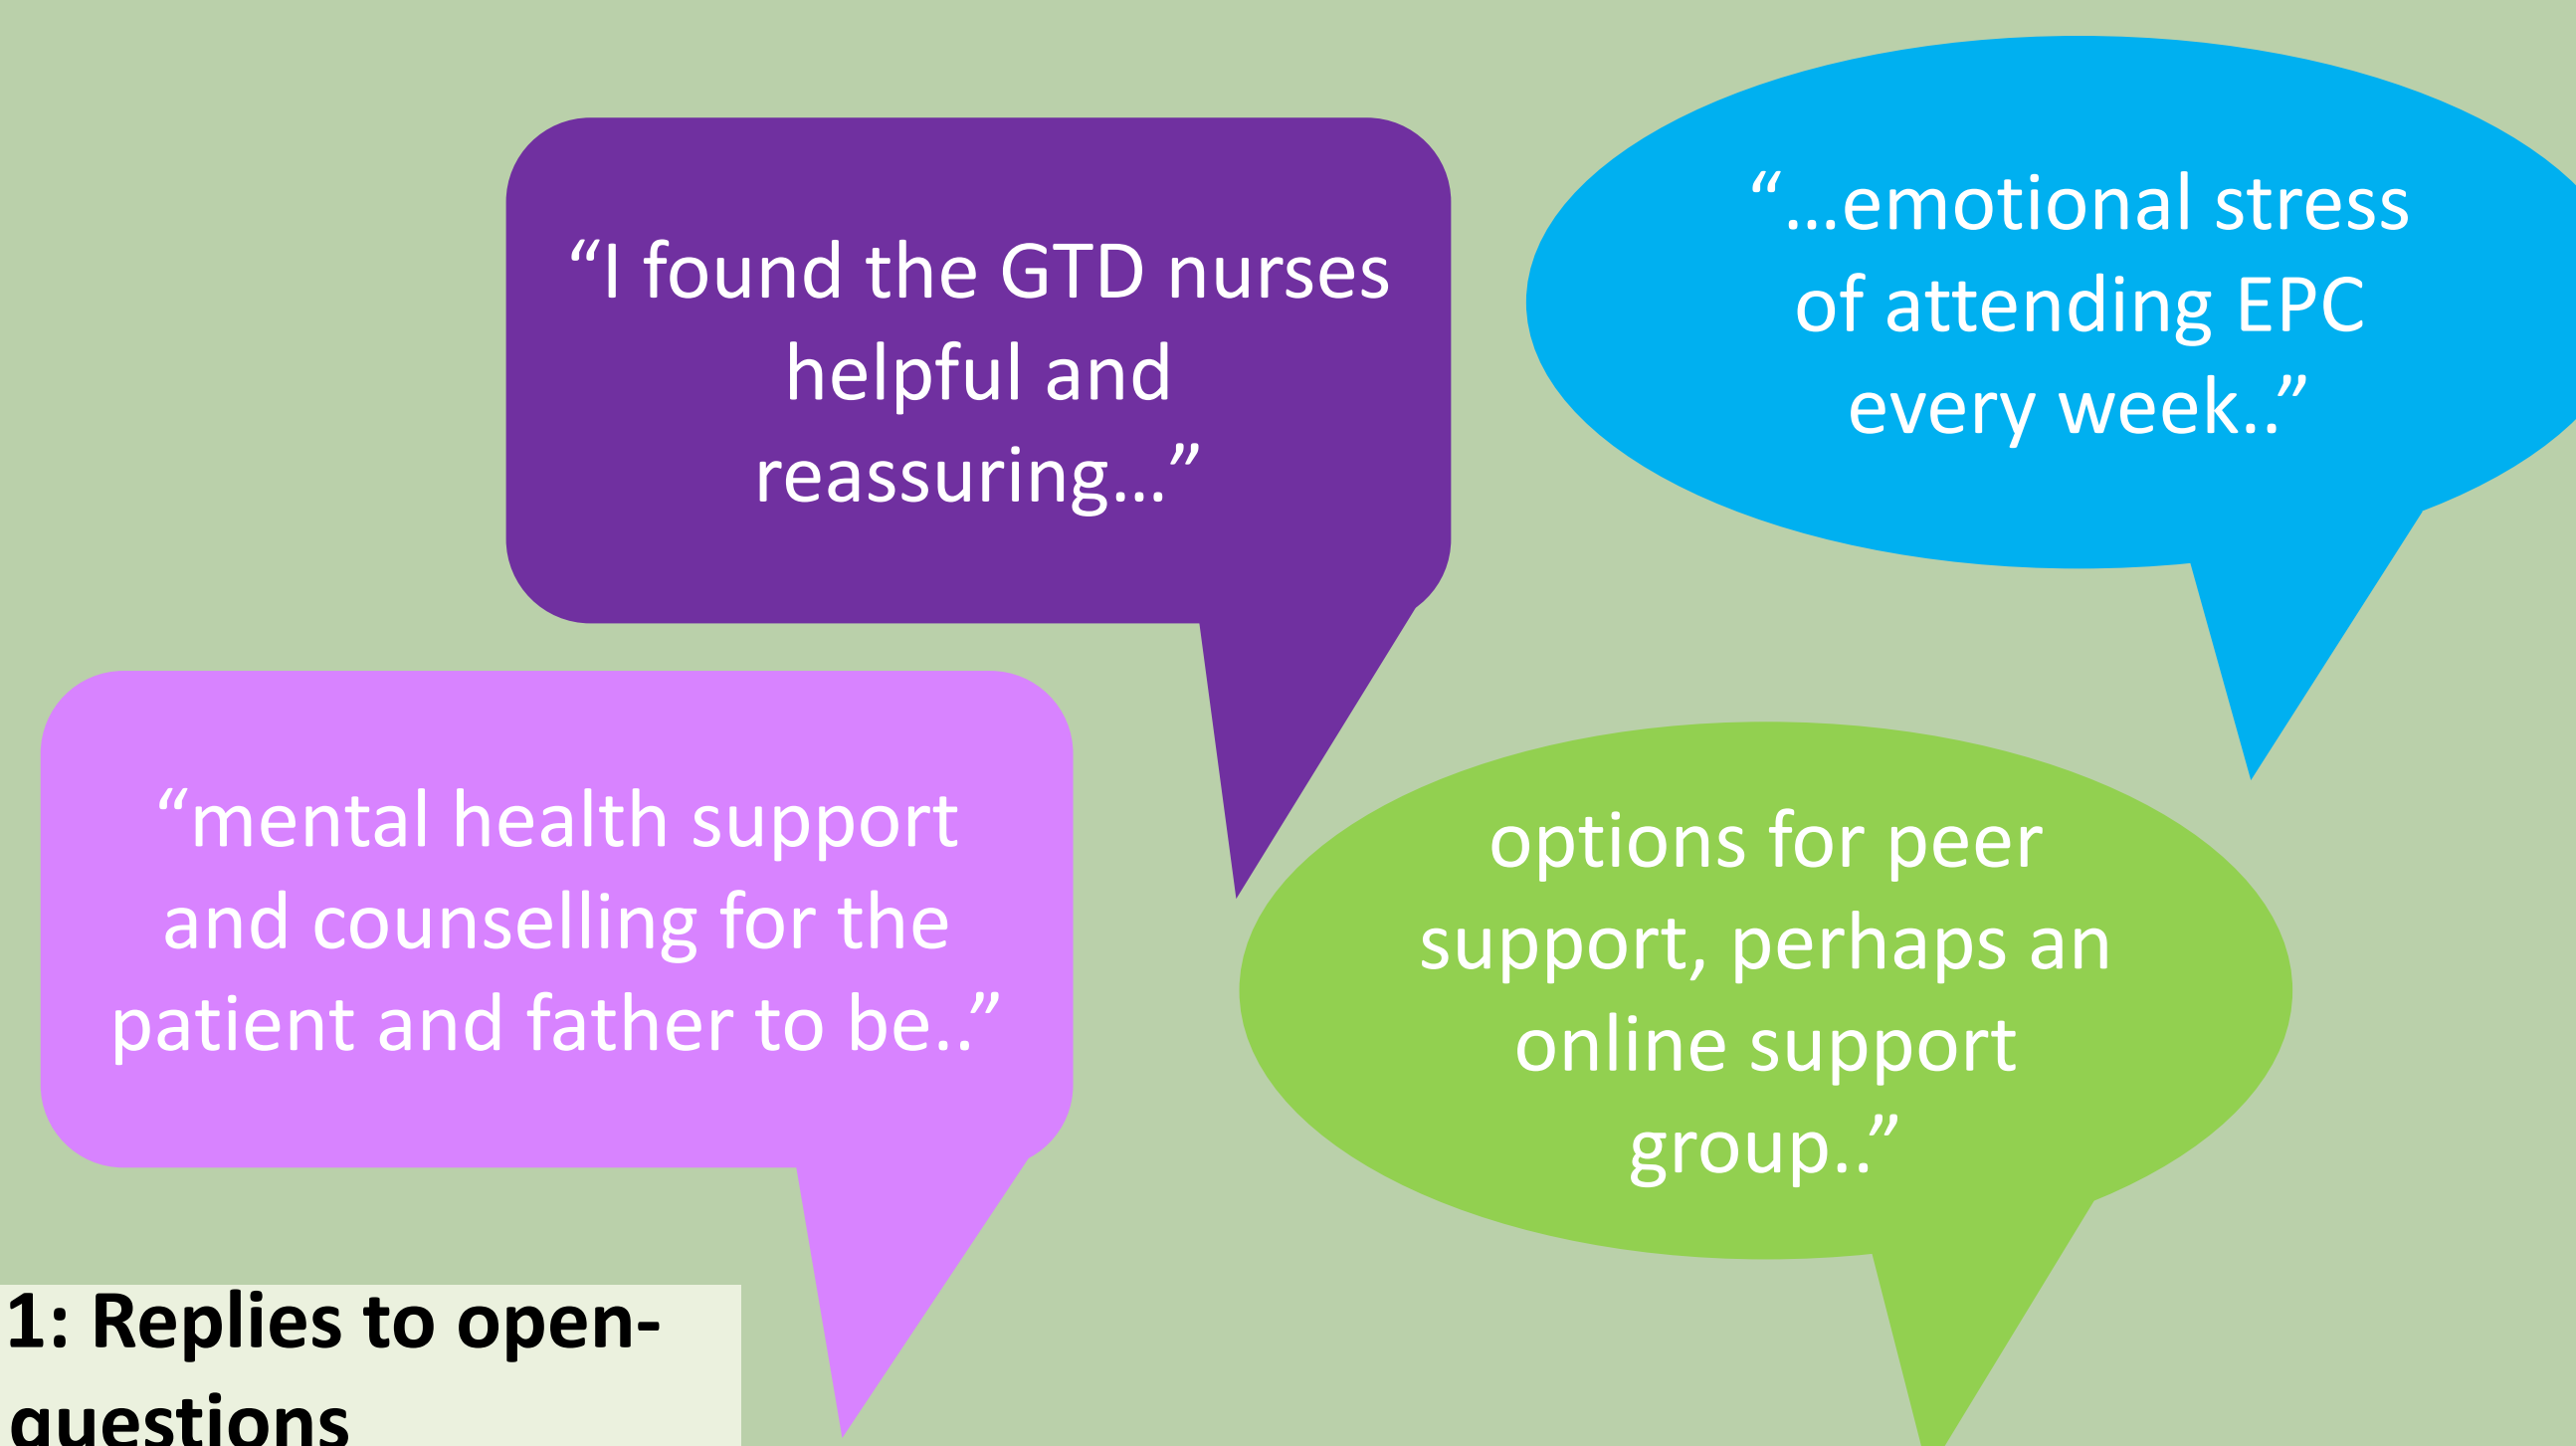 “I found the GTD nurses
helpful and
reassuring...”
“...emotional stress
of attending EPC
every week..”
“mental health support
and counselling for the
patient and father to be..”
options for peer
support, perhaps an
online support
group..”
1: Replies to open-
questions